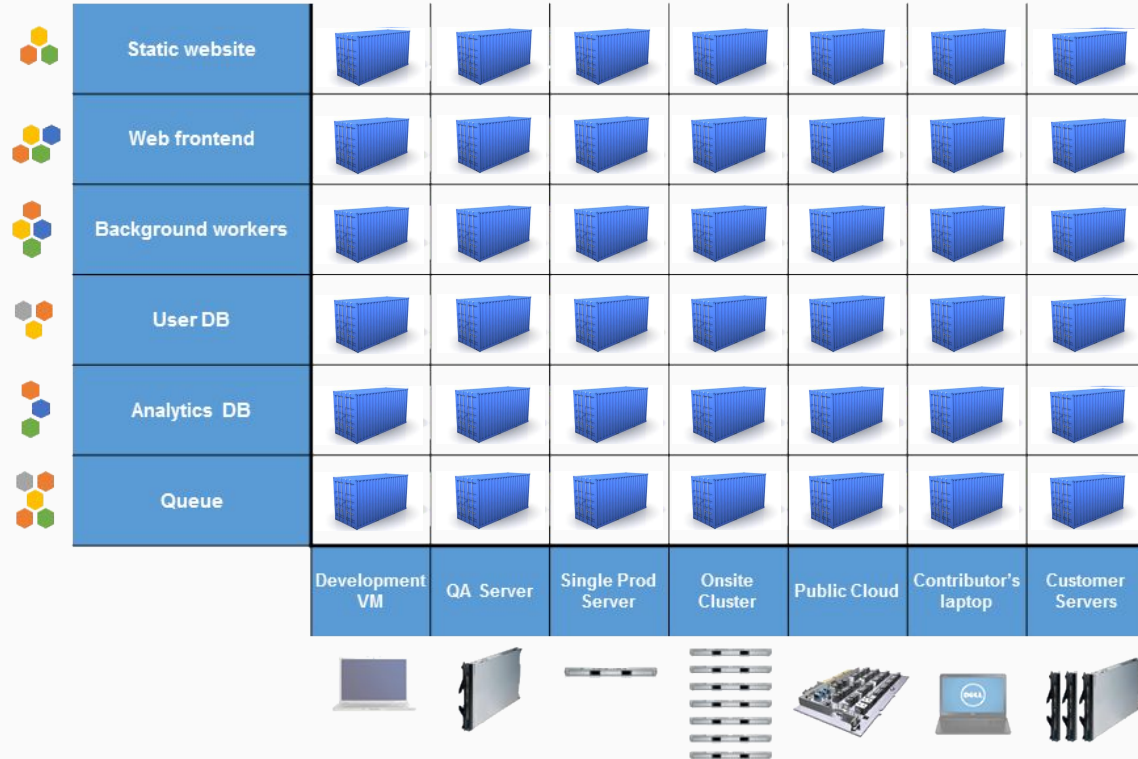 Static website
Web frontend
Background workers
User DB
Analytics DB
Queue
Development
VM
QA Server
Single Prod
Server
Onsite
Cluster
Public Cloud
Contributor's
laptop
Customer
Servers
DELL